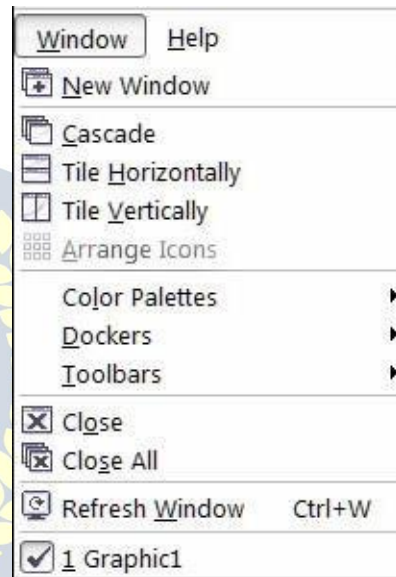 Window Help
New Window
Cascade
Tile Horizontally
Tile Vertically
Arrange Icons
Color Palettes
Dockers
Toolbars
Close
Close All
Refresh Window Ctrl+W
1 Graphic1